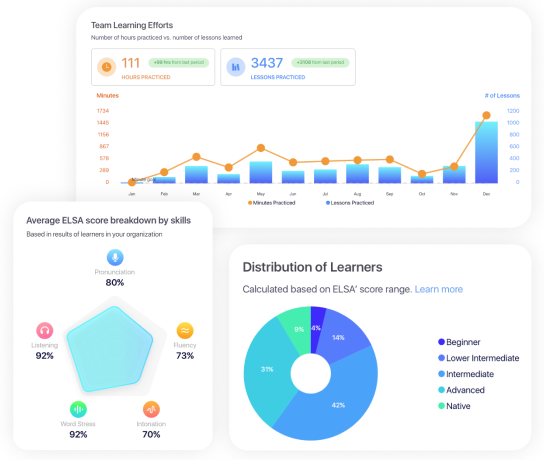 Team Learning Efforts
Number of hours practiced vs. number of lessons learned
111
+98 hrs from last period
HOURS PRACTICED
3437
+3108 from last period
LESSONS PRACTICED
Minutes
# of Lessons
1734
1445
1156
867
578
289
0
1200
1000
800
600
400
200
0
Jan
Feb
Mar
Apr
May
Jun
Jul
Aug
Sep
Oct
Nov
Dec
Minutes Practiced
Lessons Practiced
Average ELSA score breakdown by skills
Based in results of learners in your organization
Pronunciation
80%
Listening
92%
Fluency
73%
Word Stress
92%
Intonation
70%
Distribution of Learners
Calculated based on ELSA' score range. Learn more
4%
14%
42%
31%
9%
Beginner
Lower Intermediate
Intermediate
Advanced
Native